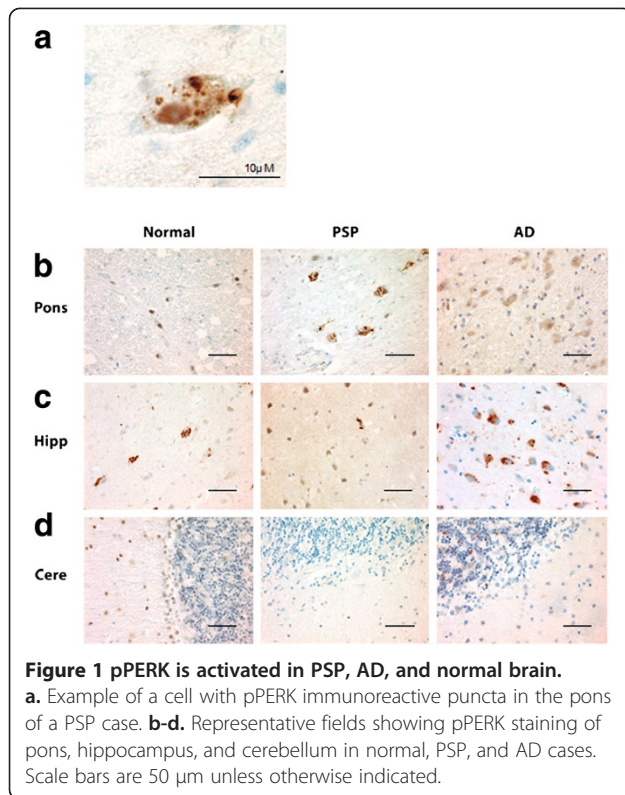 a
10µM
Normal PSP AD
b
Pons
c
Hipp
d
Cere
Figure 1 pPERK is activated in PSP, AD, and normal brain.
a. Example of a cell with pPERK immunoreactive puncta in the pons
of a PSP case. b-d. Representative fields showing pPERK staining of
pons, hippocampus, and cerebellum in normal, PSP, and AD cases.
Scale bars are 50 µm unless otherwise indicated.